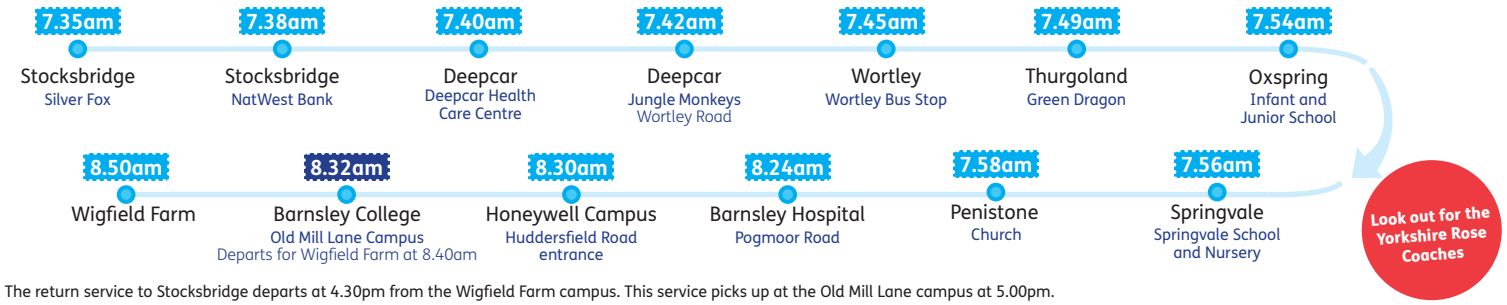 7.35am
Stocksbridge
Silver Fox
7.38am
Stocksbridge
NatWest Bank
7.40am
Deepcar
Deepcar Health
Care Centre
7.42am
Deepcar
Jungle Monkeys
Wortley Road
7.45am
Wortley
Wortley Bus Stop
7.49am
Thurgoland
Green Dragon
7.54am
Oxspring
Infant and
Junior School
7.56am
Springvale
Springvale School
and Nursery
7.58am
Penistone
Church
8.24am
Barnsley Hospital
Pogmoor Road
8.30am
Honeywell Campus
Huddersfield Road
entrance
8.32am
Barnsley College
Old Mill Lane Campus
Departs for Wigfield Farm at 8.40am
8.50am
Wigfield Farm
Look out for the
Yorkshire Rose
Coaches
The return service to Stocksbridge departs at 4.30pm from the Wigfield Farm campus. This service picks up at the Old Mill Lane campus at 5.00pm.